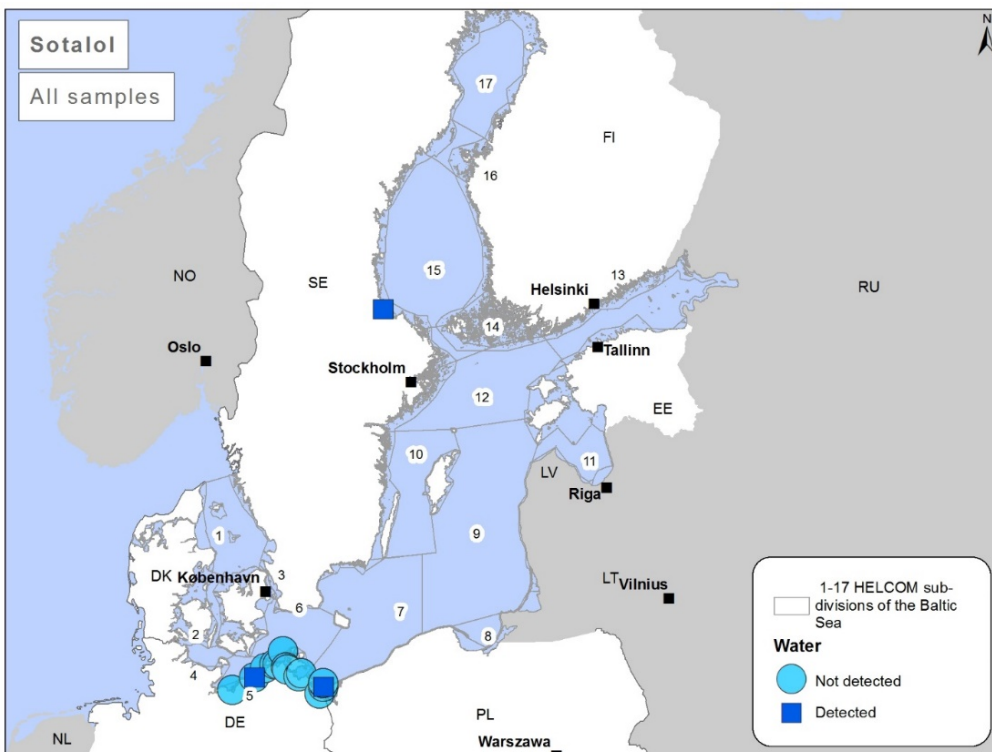 Sotalol
All samples
N
17
FI
16
NO
SE
15
13
Helsinki
RU
14
Oslo
Stockholm
Tallinn
12
EE
10
LV
11
Riga
1
9
DK
København
3
LT
Vilnius
6
7
2
8
4
5
DE
PL
NL
Warszawa
1-17 HELCOM sub-
divisions of the Baltic
Sea
Water
Not detected
Detected